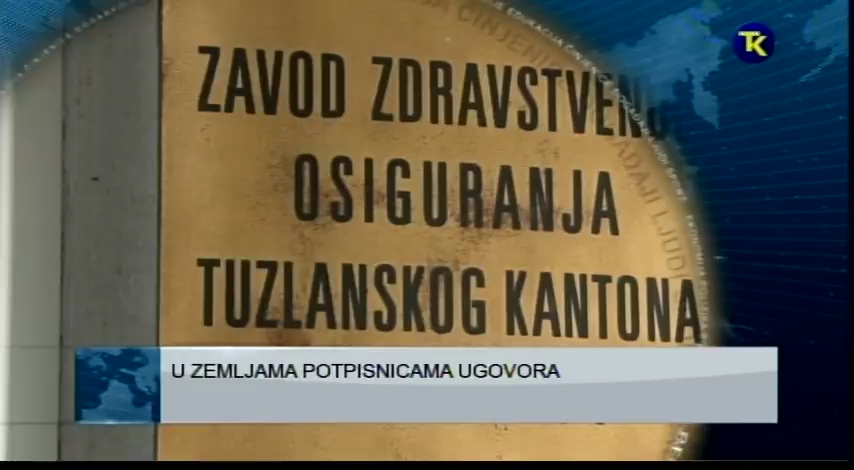 TK
ZAVOD ZDRAVSTVENOG
OSIGURANJA
TUZLANSKOG KANTONA
U ZEMLJAMA POTPISNICAMA UGOVORA